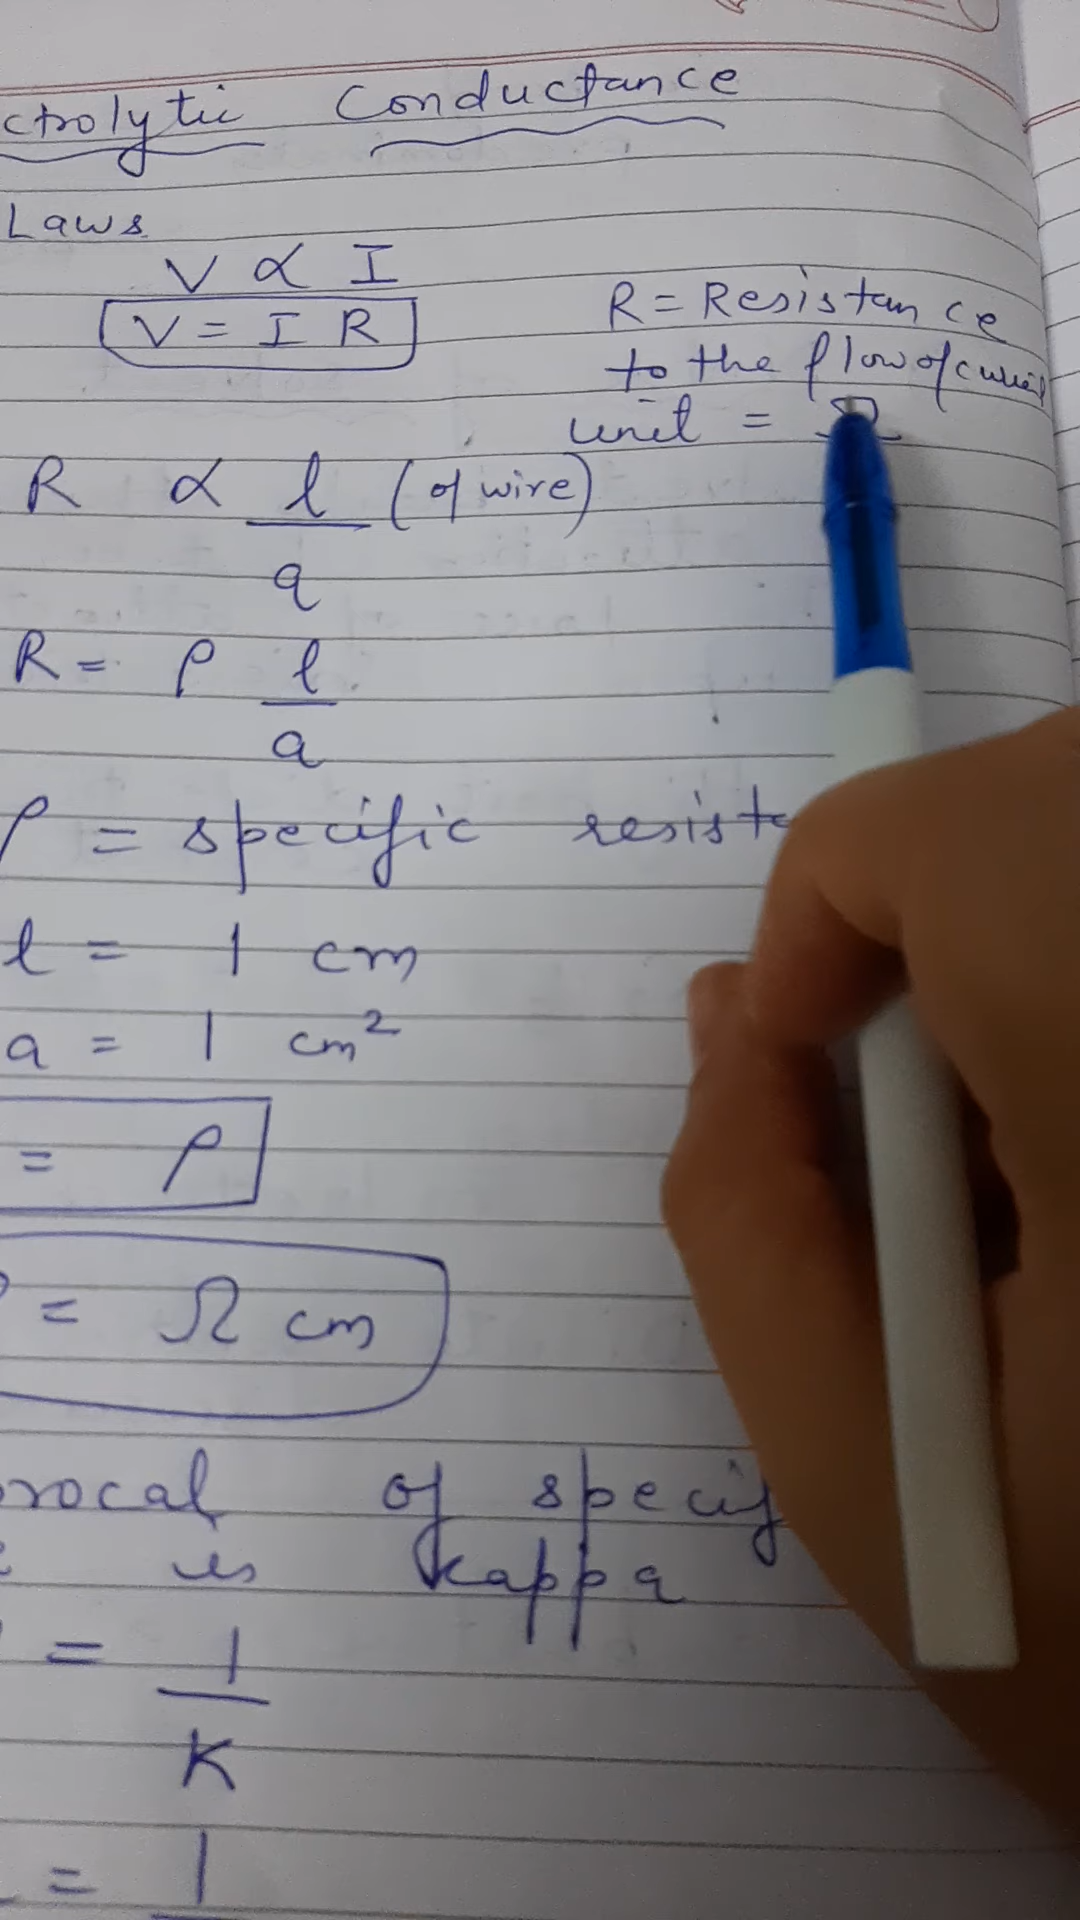 ctrolytic Conductance
Laws
V ∝ I
V = I R
R = Resistance
to the flow of
unit = Ω
R ∝ l (of wire)
a
R = ρ l
a
ρ = specific resist
l = 1 cm
a = 1 cm²
= ρ
= Ω cm
rocal of specif
is kappa
= 1
K
= 1